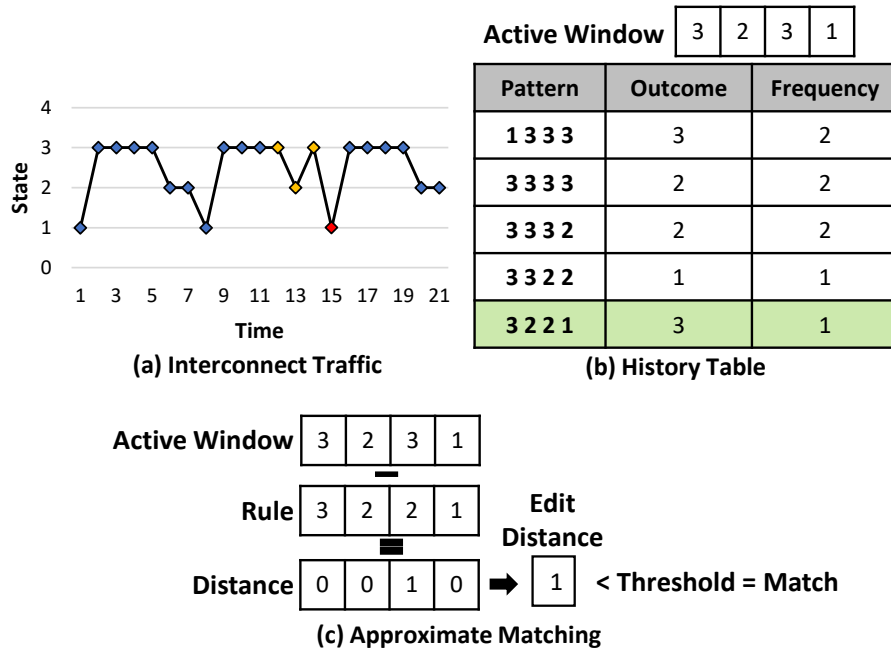 Active Window 3 2 3 1
Pattern Outcome Frequency
1 3 3 3 3 2
3 3 3 3 2 2
3 3 3 2 2 2
3 3 2 2 1 1
3 2 2 1 3 1
(b) History Table
4
3
2
1
0
State
1 3 5 7 9 11 13 15 17 19 21
Time
(a) Interconnect Traffic
Active Window 3 2 3 1
Rule 3 2 2 1
Edit
Distance
Distance 0 0 1 0 1 < Threshold = Match
(c) Approximate Matching